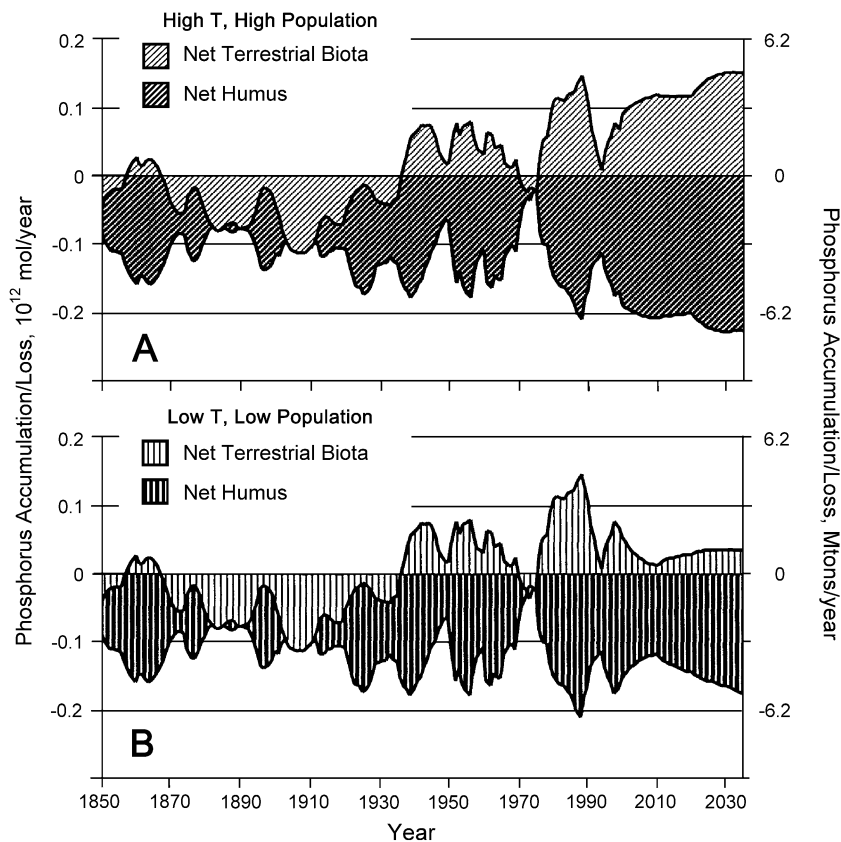 High T, High Population
Net Terrestrial Biota
Net Humus
0.2
0.1
0
-0.1
-0.2
6.2
0
-6.2
A
Low T, Low Population
Net Terrestrial Biota
Net Humus
0.2
0.1
0
-0.1
-0.2
6.2
0
-6.2
B
1850 1870 1890 1910 1930 1950 1970 1990 2010 2030
Year
Phosphorus Accumulation/Loss, 10¹² mol/year
Phosphorus Accumulation/Loss, Mtons/year